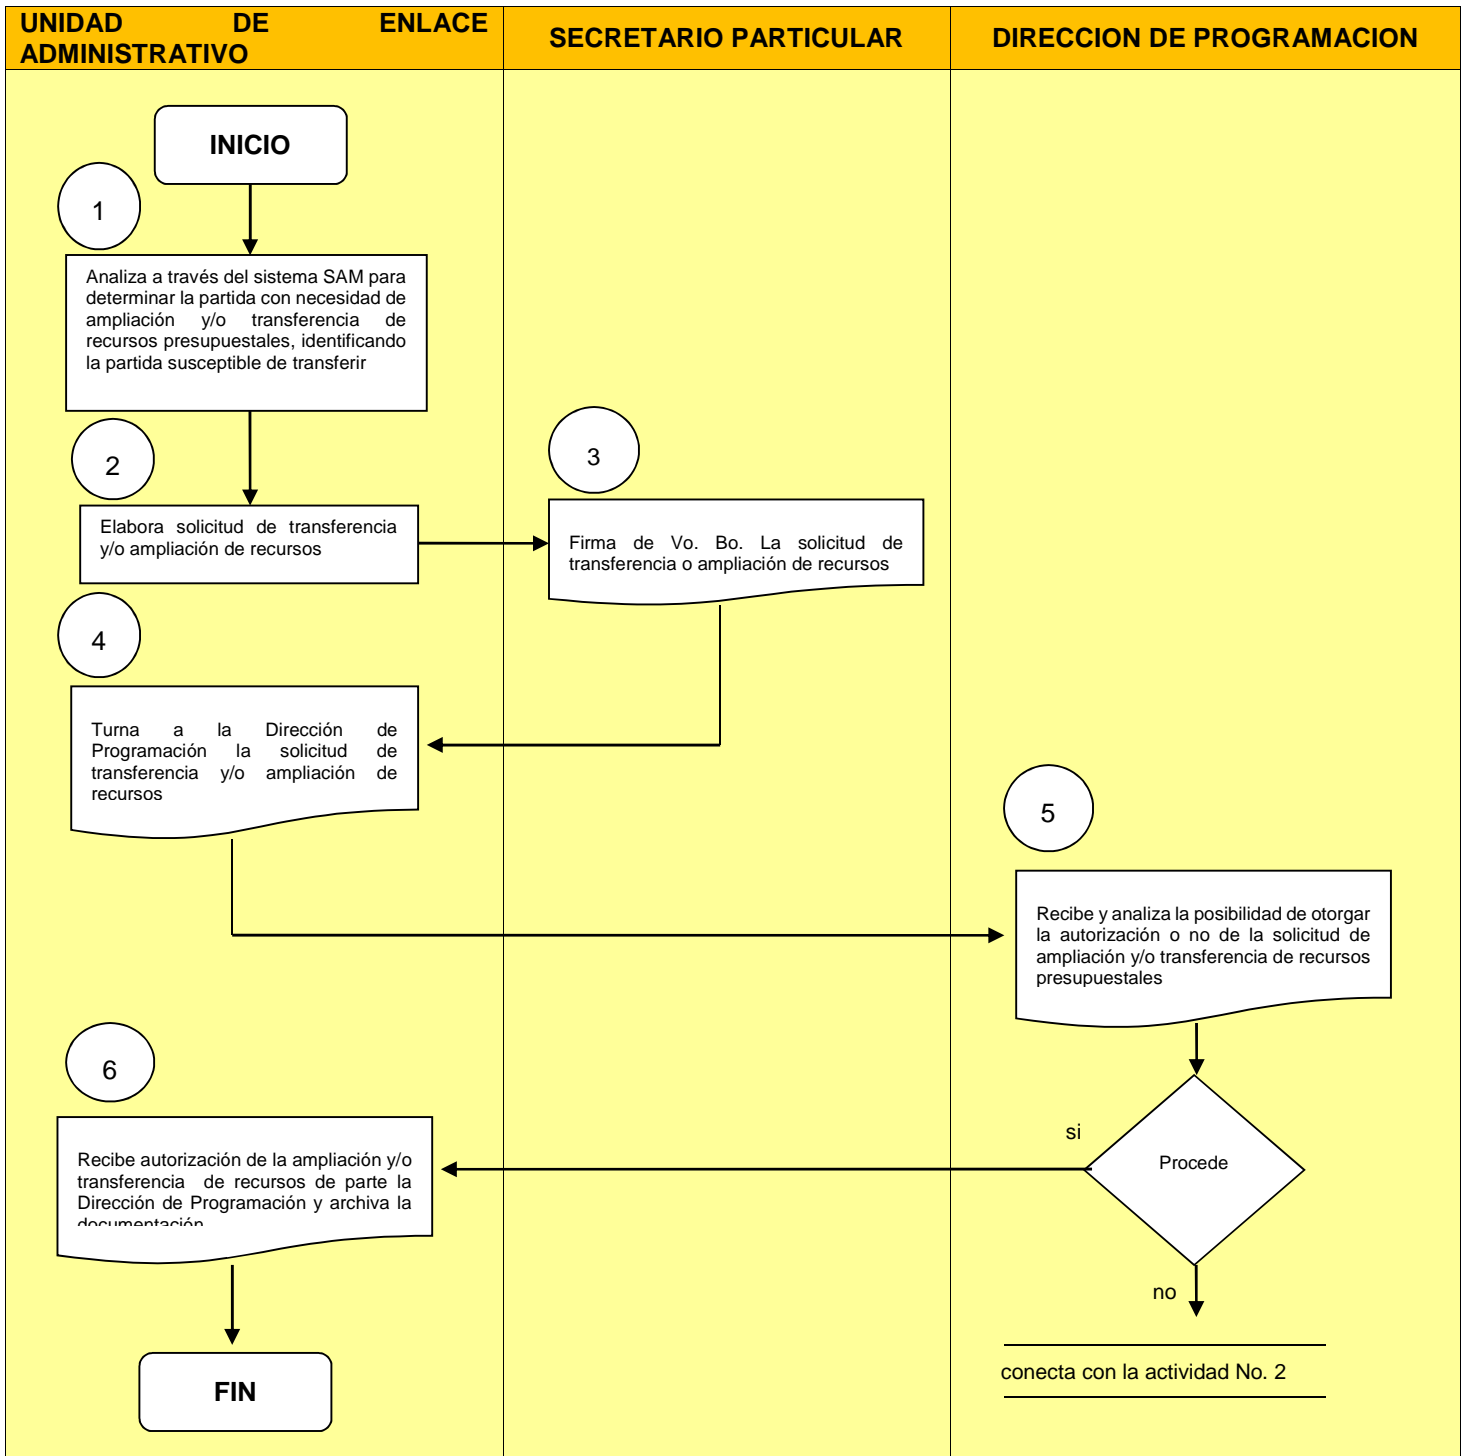 UNIDAD DE ENLACE
ADMINISTRATIVO
SECRETARIO PARTICULAR
DIRECCION DE PROGRAMACION
INICIO
1
Analiza a través del sistema SAM para
determinar la partida con necesidad de
ampliación y/o transferencia de
recursos presupuestales, identificando
la partida susceptible de transferir
2
Elabora solicitud de transferencia
y/o ampliación de recursos
3
Firma de Vo. Bo. La solicitud de
transferencia o ampliación de recursos
4
Turna a la Dirección de
Programación la solicitud de
transferencia y/o ampliación de
recursos
5
Recibe y analiza la posibilidad de otorgar
la autorización o no de la solicitud de
ampliación y/o transferencia de recursos
presupuestales
6
Recibe autorización de la ampliación y/o
transferencia de recursos de parte la
Dirección de Programación y archiva la
documentación
si
Procede
no
conecta con la actividad No. 2
FIN